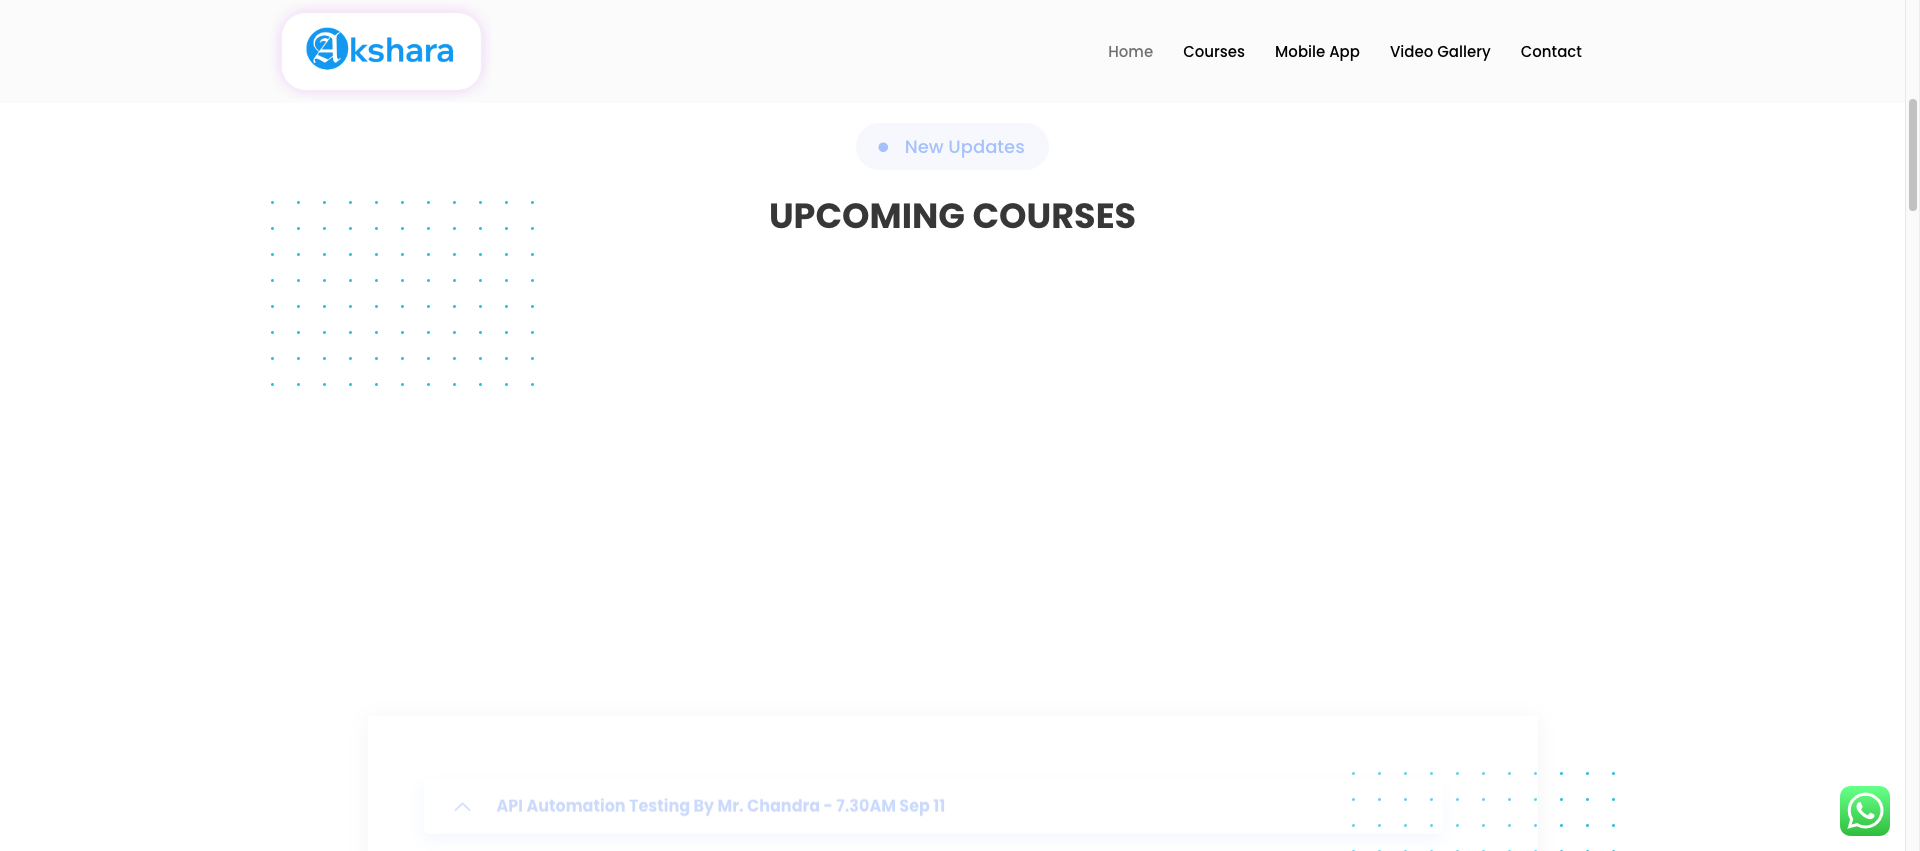 Akshara
Home Courses Mobile App Video Gallery Contact
New Updates
UPCOMING COURSES
API Automation Testing By Mr. Chandra - 7.30AM Sep 11